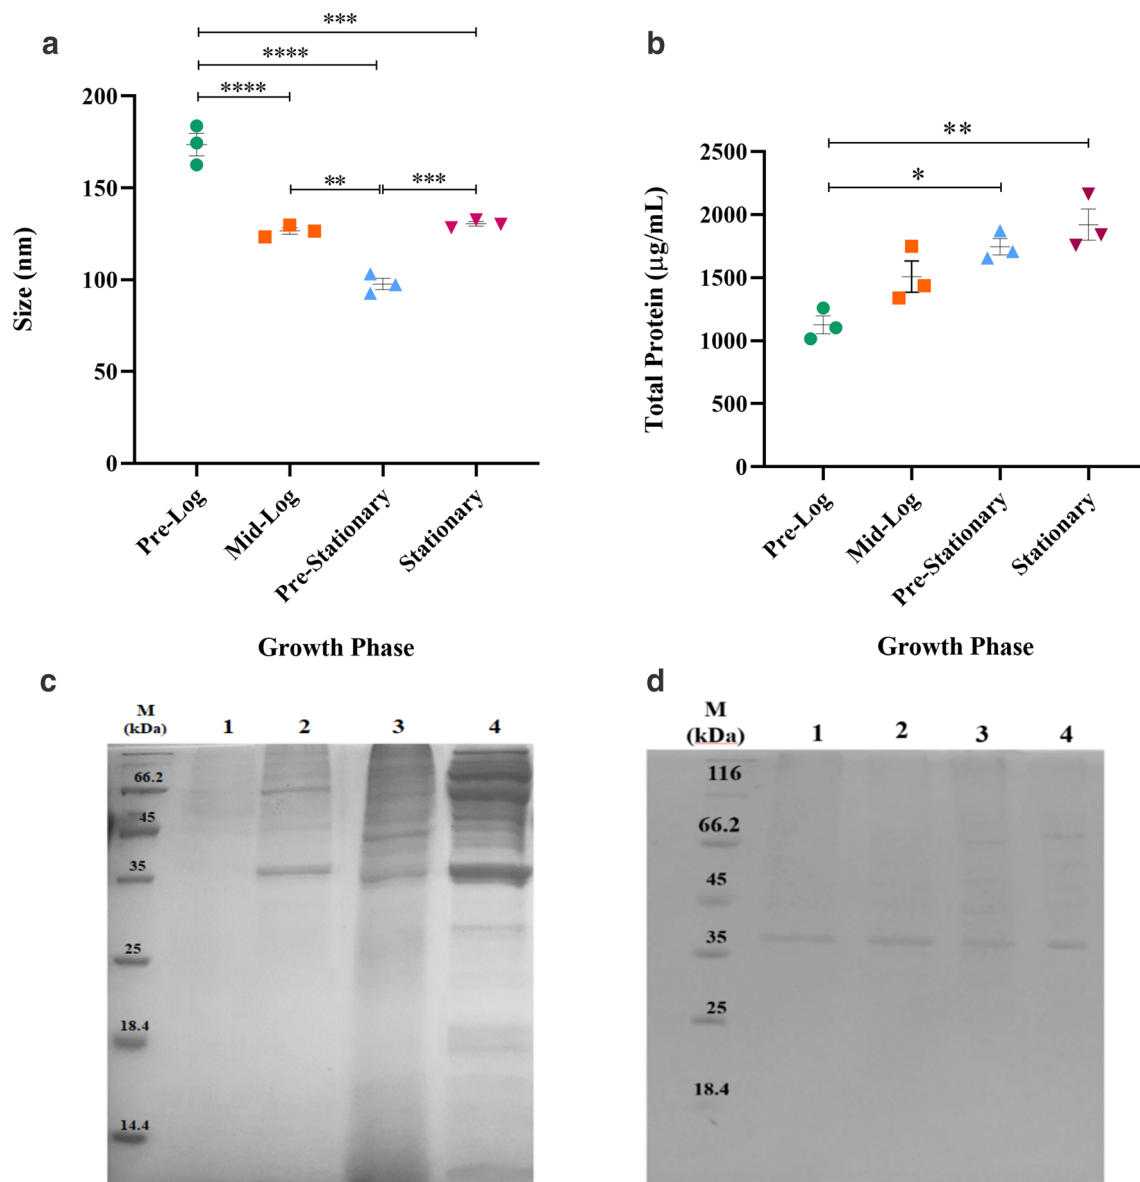 a
***
****
****
**
***
200
150
100
50
0
Size (nm)
Pre-Log
Mid-Log
Pre-Stationary
Stationary
Growth Phase
b
**
*
2500
2000
1500
1000
500
0
Total Protein (µg/mL)
Pre-Log
Mid-Log
Pre-Stationary
Stationary
Growth Phase
c
M
(kDa)
1 2 3 4
66.2
45
35
25
18.4
14.4
d
M
(kDa)
1 2 3 4
116
66.2
45
35
25
18.4